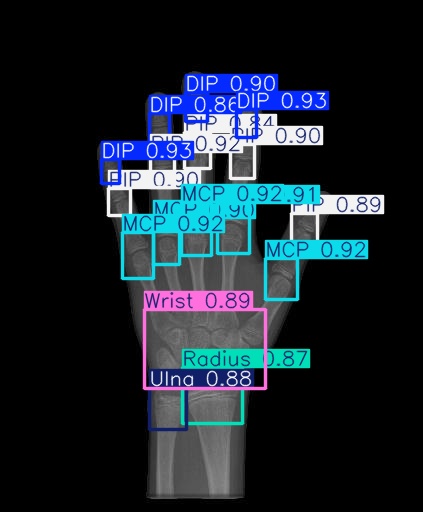 DIP 0.90
DIP 0.86
DIP 0.93
PIP 0.84
PIP 0.90
0.92
DIP 0.93
PIP 0.90
MCP 0.92
.91
PIP 0.89
MCP 0.90
MCP 0.92
MCP 0.92
Wrist 0.89
Radius 0.87
Ulna 0.88